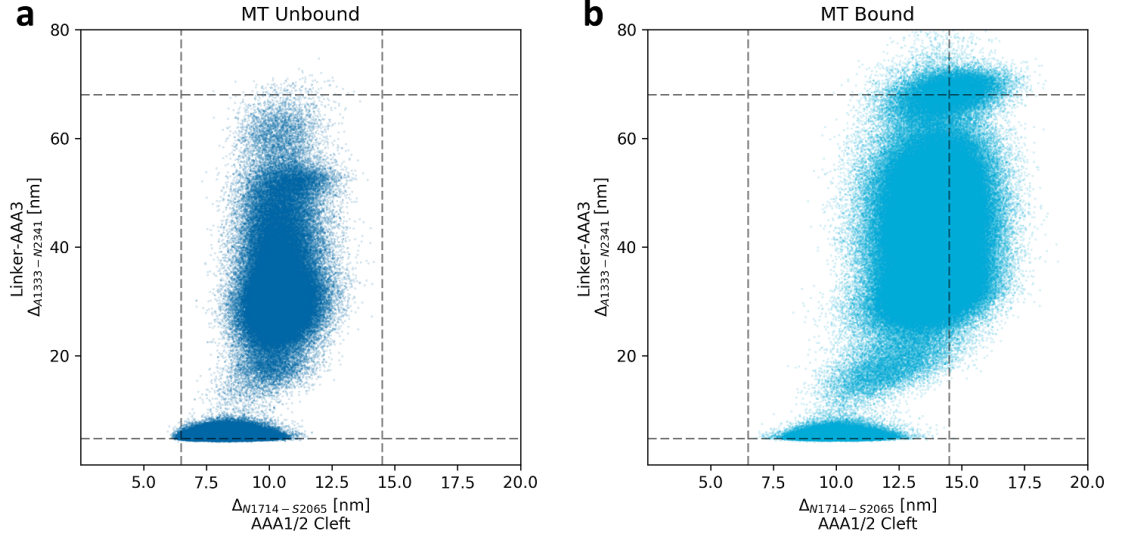 a
MT Unbound
80
60
40
20
Linker-AAA3
Δ_{A1333−N2341} [nm]
5.0 7.5 10.0 12.5 15.0 17.5 20.0
Δ_{N1714−S2065} [nm]
AAA1/2 Cleft
b
MT Bound
80
60
40
20
Linker-AAA3
Δ_{A1333−N2341} [nm]
5.0 7.5 10.0 12.5 15.0 17.5 20.0
Δ_{N1714−S2065} [nm]
AAA1/2 Cleft